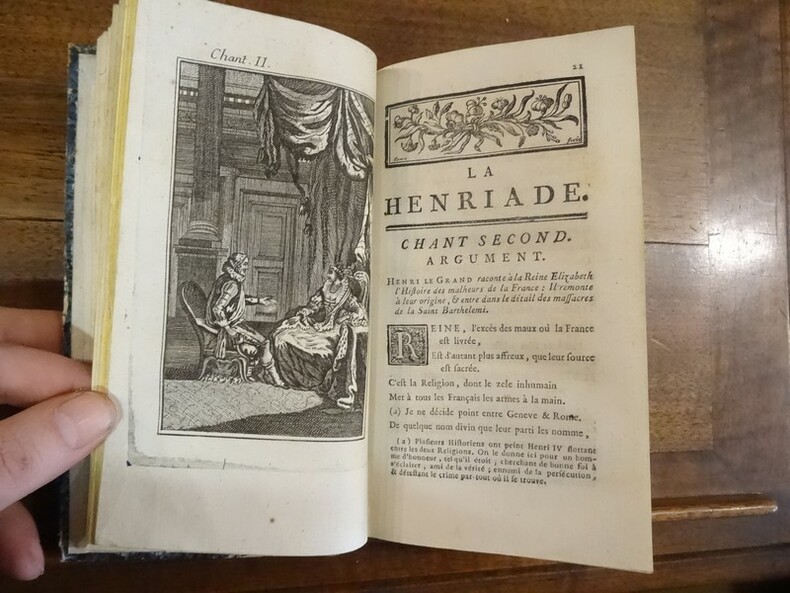 Chant. II.
21
LA
HENRIADE.
CHANT SECOND.
ARGUMENT.
HENRI LE GRAND raconte à la Reine Elizabeth
l'Histoire des malheurs de la France : Il remonte
à leur origine, & entre dans le détail des massacres
de la Saint Barthelemi.
REINE, l'excès des maux où la France
est livrée,
Est d'autant plus affreux, que leur source
est sacrée.
C'est la Religion, dont le zele inhumain
Met à tous les Français les armes à la main.
(a) Je ne décide point entre Geneve & Rome.
De quelque nom divin que leur parti les nomme,
(a) Plusieurs Historiens ont peint Henri IV flottant
entre les deux Religions. On le donne ici pour un hom-
me d'honneur, tel qu'il étoit ; cherchant de bonne foi à
s'éclairer, ami de la vérité ; ennemi de la persécution,
& détestant le crime par-tout où il se trouve.